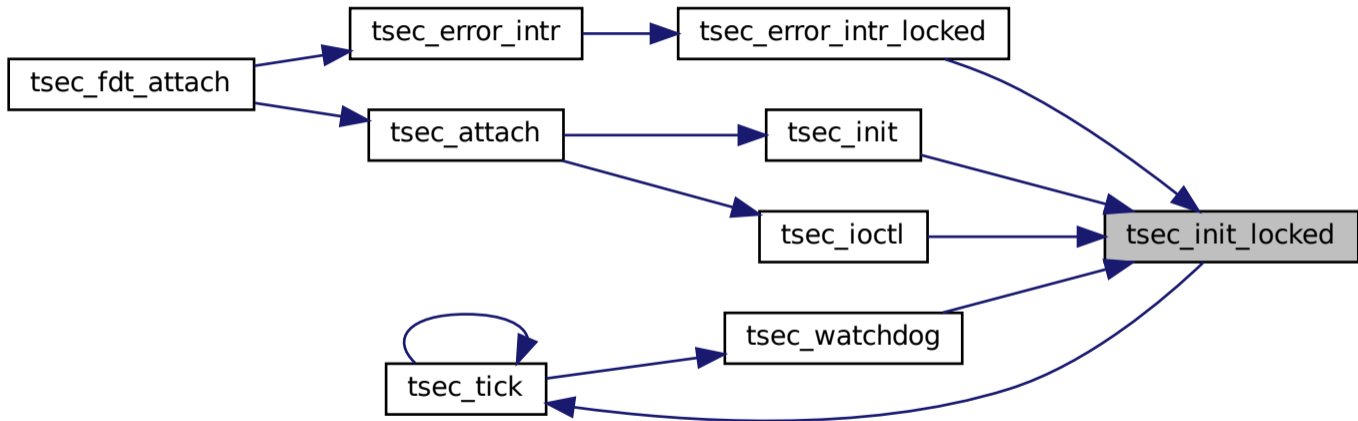 tsec_error_intr
tsec_error_intr_locked
tsec_fdt_attach
tsec_attach
tsec_init
tsec_ioctl
tsec_init_locked
tsec_watchdog
tsec_tick